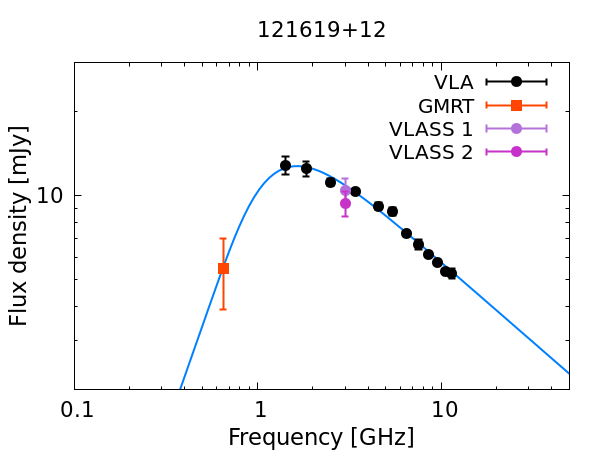 121619+12
VLA
GMRT
VLASS 1
VLASS 2
Flux density [mJy]
10
0.1 1 10
Frequency [GHz]